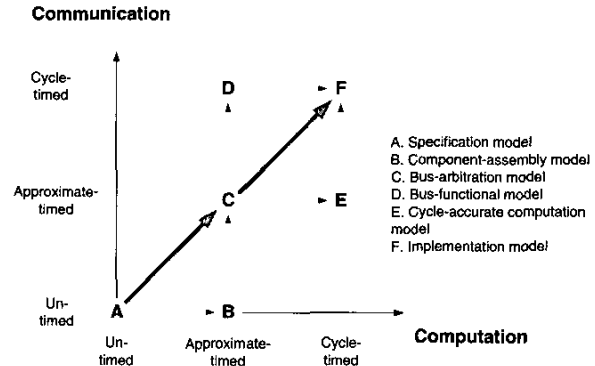 Communication
Cycle-
timed
D
F
Approximate-
timed
C
E
A. Specification model
B. Component-assembly model
C. Bus-arbitration model
D. Bus-functional model
E. Cycle-accurate computation
model
F. Implementation model
Un-
timed
A
B
Computation
Un-
timed
Approximate-
timed
Cycle-
timed